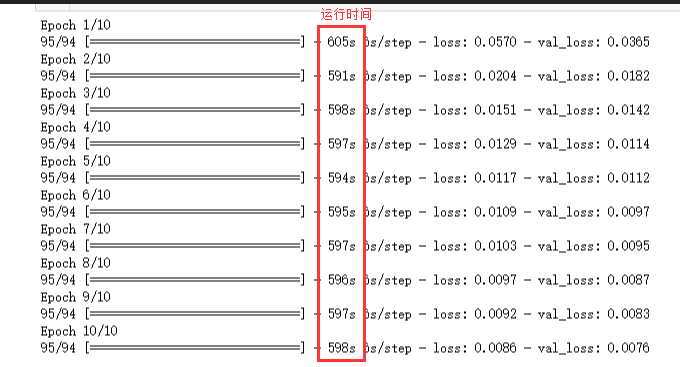 运行时间
Epoch 1/10
95/94 [==============================] - 605s 6s/step - loss: 0.0570 - val_loss: 0.0365
Epoch 2/10
95/94 [==============================] - 591s 6s/step - loss: 0.0204 - val_loss: 0.0182
Epoch 3/10
95/94 [==============================] - 598s 6s/step - loss: 0.0151 - val_loss: 0.0142
Epoch 4/10
95/94 [==============================] - 597s 6s/step - loss: 0.0129 - val_loss: 0.0114
Epoch 5/10
95/94 [==============================] - 594s 6s/step - loss: 0.0117 - val_loss: 0.0112
Epoch 6/10
95/94 [==============================] - 595s 6s/step - loss: 0.0109 - val_loss: 0.0097
Epoch 7/10
95/94 [==============================] - 597s 6s/step - loss: 0.0103 - val_loss: 0.0095
Epoch 8/10
95/94 [==============================] - 596s 6s/step - loss: 0.0097 - val_loss: 0.0087
Epoch 9/10
95/94 [==============================] - 597s 6s/step - loss: 0.0092 - val_loss: 0.0083
Epoch 10/10
95/94 [==============================] - 598s 6s/step - loss: 0.0086 - val_loss: 0.0076